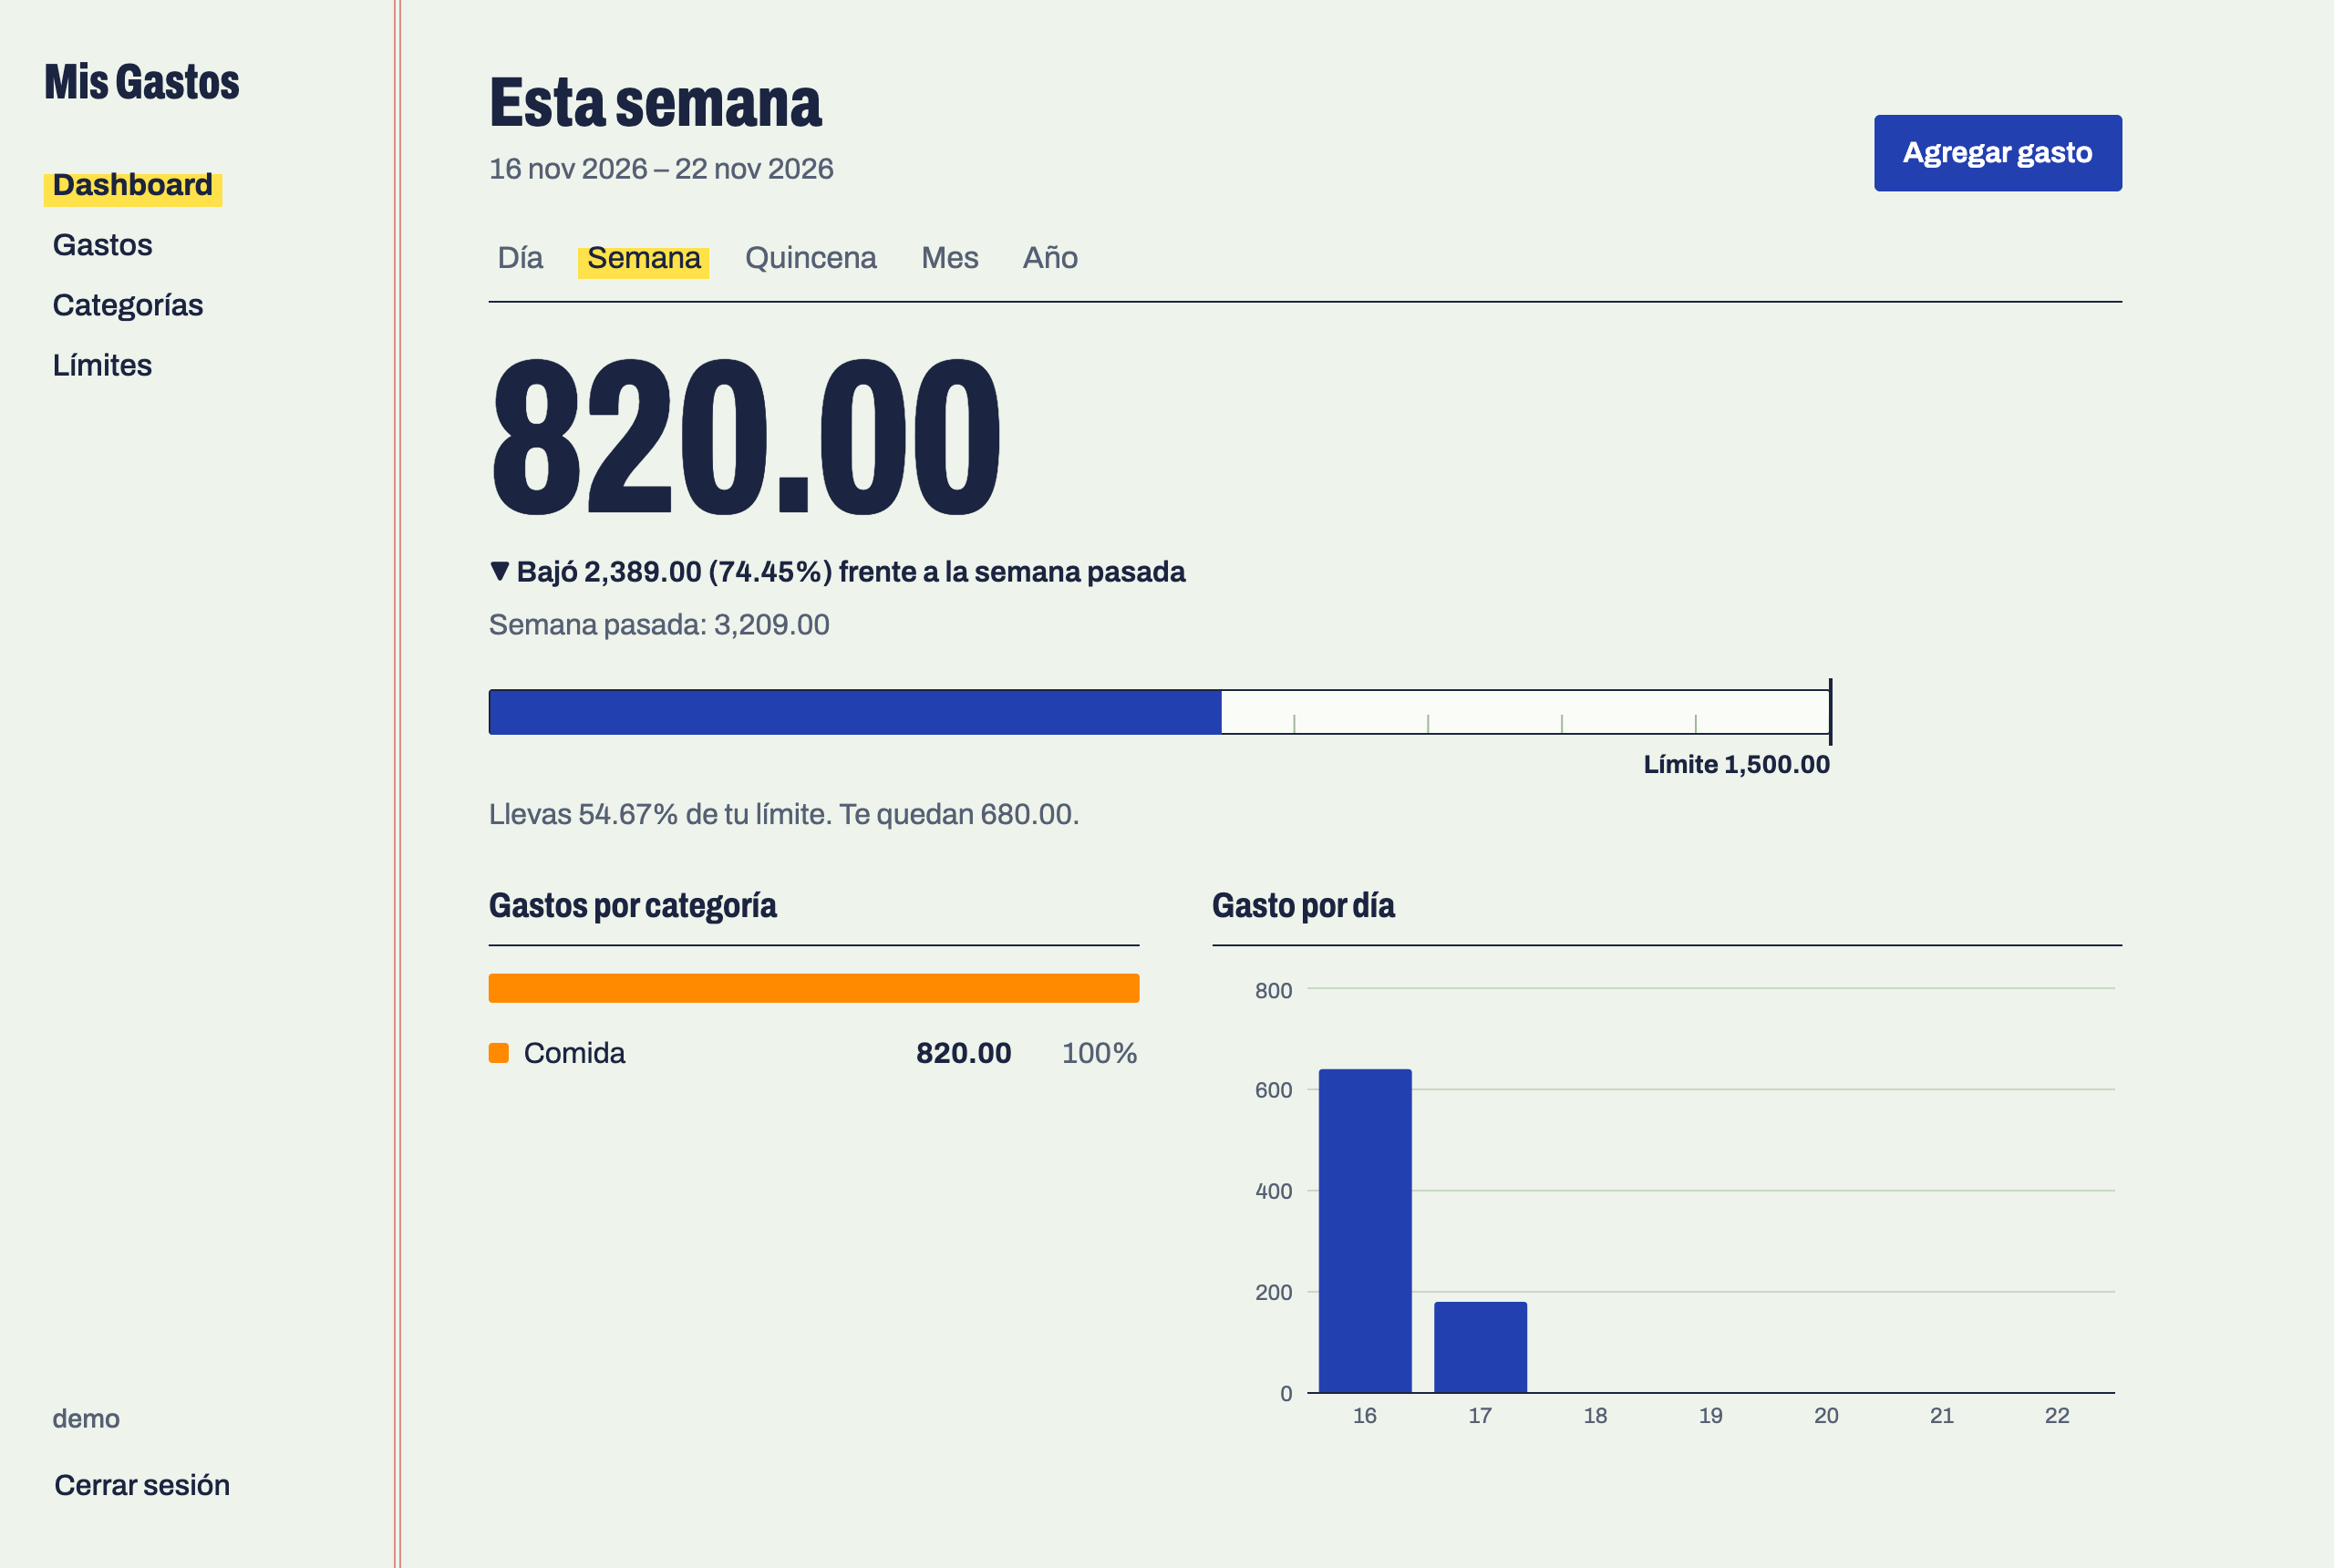 Mis Gastos
Dashboard
Gastos
Categorías
Límites
demo
Cerrar sesión
Esta semana
16 nov 2026 – 22 nov 2026
Agregar gasto
Día Semana Quincena Mes Año
820.00
▼ Bajó 2,389.00 (74.45%) frente a la semana pasada
Semana pasada: 3,209.00
Límite 1,500.00
Llevas 54.67% de tu límite. Te quedan 680.00.
Gastos por categoría
Comida 820.00 100%
Gasto por día
800
600
400
200
0
16 17 18 19 20 21 22